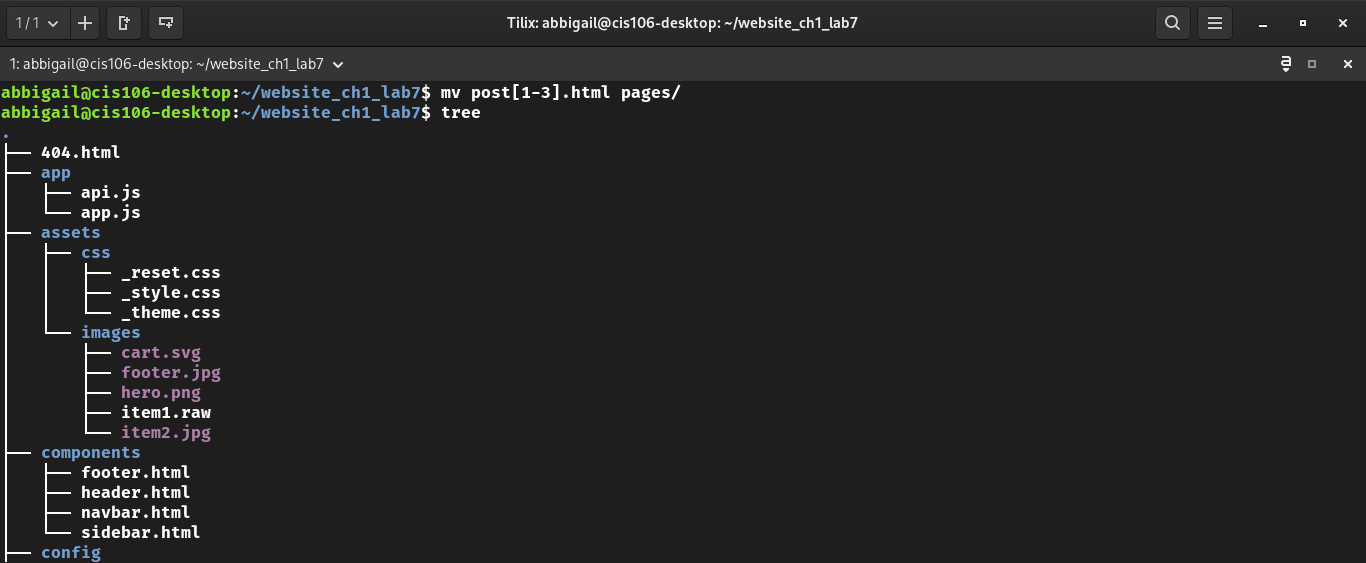 1 / 1
Tilix: abbigail@cis106-desktop: ~/website_ch1_lab7
1: abbigail@cis106-desktop: ~/website_ch1_lab7
a
abbigail@cis106-desktop:~/website_ch1_lab7$ mv post[1-3].html pages/
abbigail@cis106-desktop:~/website_ch1_lab7$ tree
.
├── 404.html
├── app
│   ├── api.js
│   └── app.js
├── assets
│   ├── css
│   │   ├── _reset.css
│   │   ├── _style.css
│   │   └── _theme.css
│   └── images
│       ├── cart.svg
│       ├── footer.jpg
│       ├── hero.png
│       ├── item1.raw
│       └── item2.jpg
├── components
│   ├── footer.html
│   ├── header.html
│   ├── navbar.html
│   └── sidebar.html
├── config